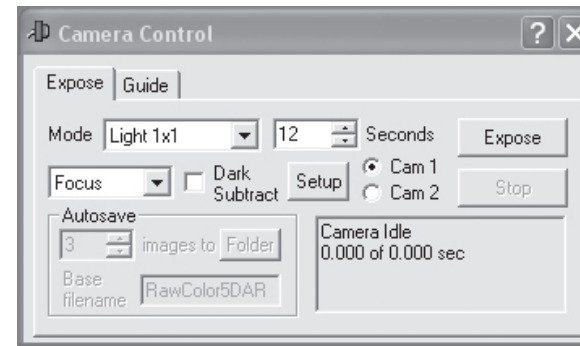 Camera Control
Expose Guide
Mode Light 1x1 12 Seconds Expose
Focus Dark Subtract Setup Cam 1 Cam 2 Stop
Autosave
3 images to Folder
Base filename RawColor5DAR
Camera Idle
0.000 of 0.000 sec